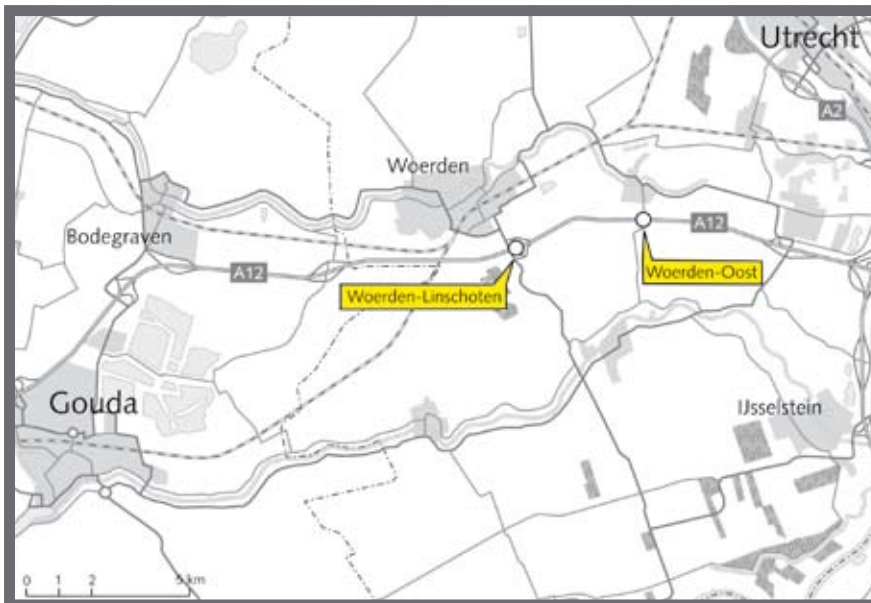 Utrecht
A2
Woerden
Bodegraven
A12
A12
Woerden-Oost
Woerden-Linschoten
Gouda
IJsselstein
0 1 2 5 km